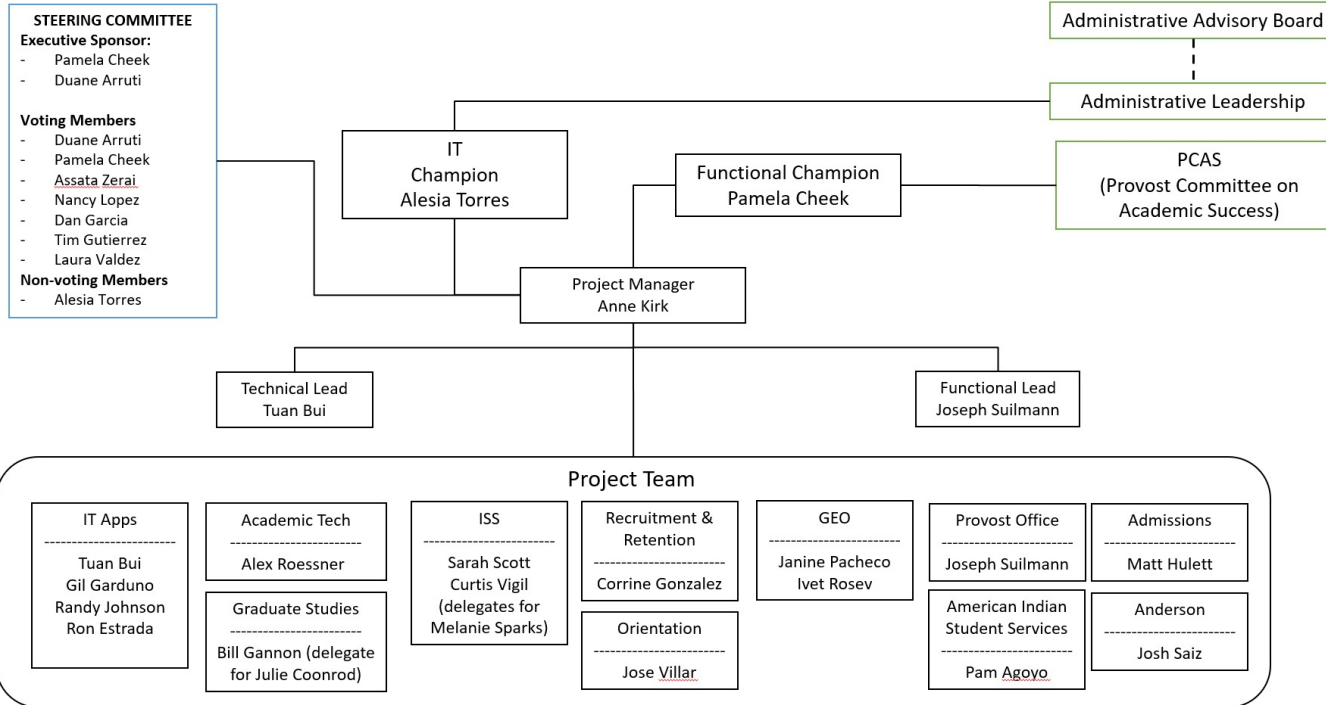 STEERING COMMITTEE
Executive Sponsor:
- Pamela Cheek
- Duane Arruti
Voting Members
- Duane Arruti
- Pamela Cheek
- Assata Zerai
- Nancy Lopez
- Dan Garcia
- Tim Gutierrez
- Laura Valdez
Non-voting Members
- Alesia Torres
Administrative Advisory Board
Administrative Leadership
IT
Champion
Alesia Torres
Functional Champion
Pamela Cheek
PCAS
(Provost Committee on
Academic Success)
Project Manager
Anne Kirk
Technical Lead
Tuan Bui
Functional Lead
Joseph Suilmann
Project Team
IT Apps
-------------------------
Tuan Bui
Gil Garduno
Randy Johnson
Ron Estrada
Academic Tech
-------------------------
Alex Roessner
Graduate Studies
-------------------------
Bill Gannon (delegate
for Julie Coonrod)
ISS
-------------------------
Sarah Scott
Curtis Vigil
(delegates for
Melanie Sparks)
Recruitment &
Retention
-------------------------
Corrine Gonzalez
Orientation
-------------------------
Jose Villar
GEO
-------------------------
Janine Pacheco
Ivet Rosev
Provost Office
-------------------------
Joseph Suilmann
American Indian
Student Services
-------------------------
Pam Agoyo
Admissions
-------------------------
Matt Hulett
Anderson
-------------------------
Josh Saiz